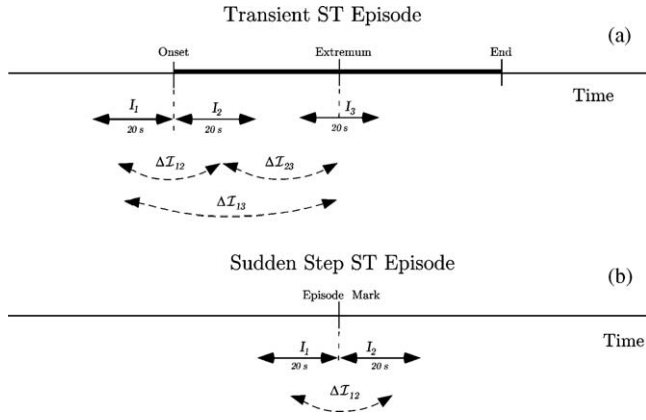 Transient ST Episode
(a)
Onset Extremum End
Time
I₁ I₂ I₃
20 s 20 s 20 s
Δℐ₁₂ Δℐ₂₃
Δℐ₁₃
Sudden Step ST Episode
(b)
Episode Mark
Time
I₁ I₂
20 s 20 s
Δℐ₁₂